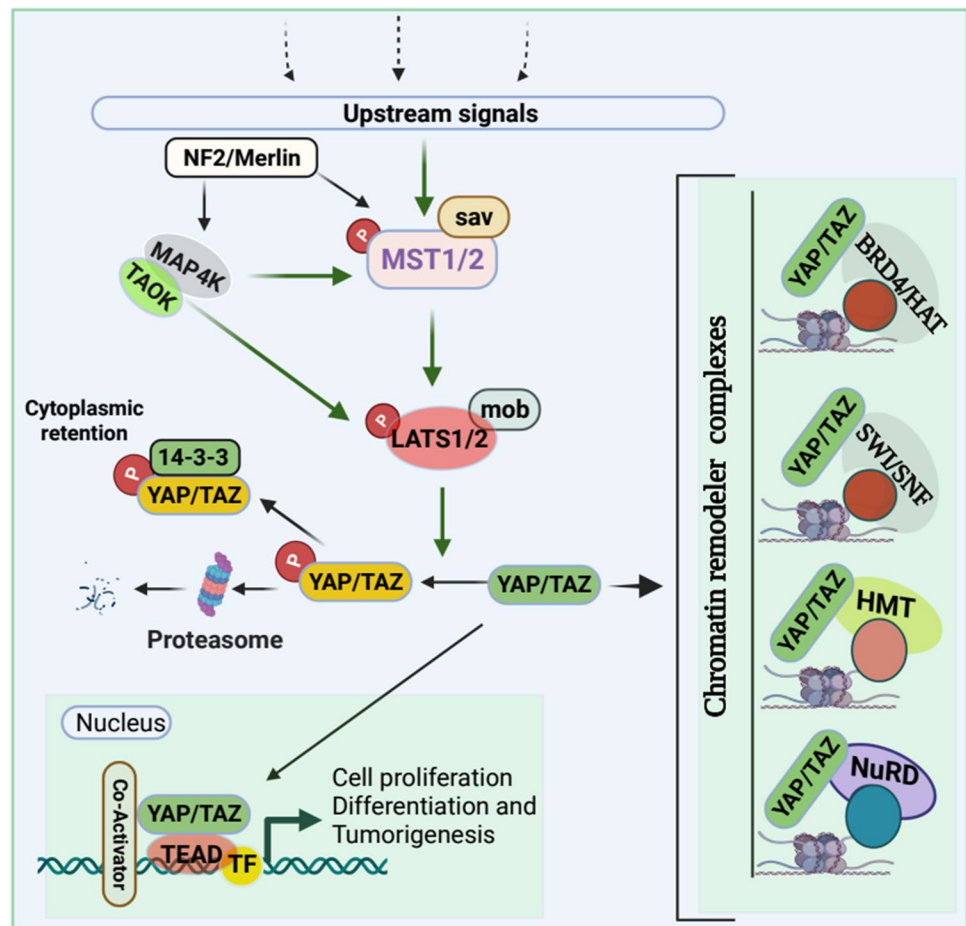 Upstream signals
NF2/Merlin
sav
P
MST1/2
MAP4K
TAOK
mob
P
LATS1/2
Cytoplasmic
retention
14-3-3
P
YAP/TAZ
P
YAP/TAZ
YAP/TAZ
Proteasome
Nucleus
Co-Activator
YAP/TAZ
TEAD
TF
Cell proliferation
Differentiation and
Tumorigenesis
Chromatin remodeler complexes
YAP/TAZ
BRD4/HAT
YAP/TAZ
SWI/SNF
YAP/TAZ
HMT
YAP/TAZ
NuRD